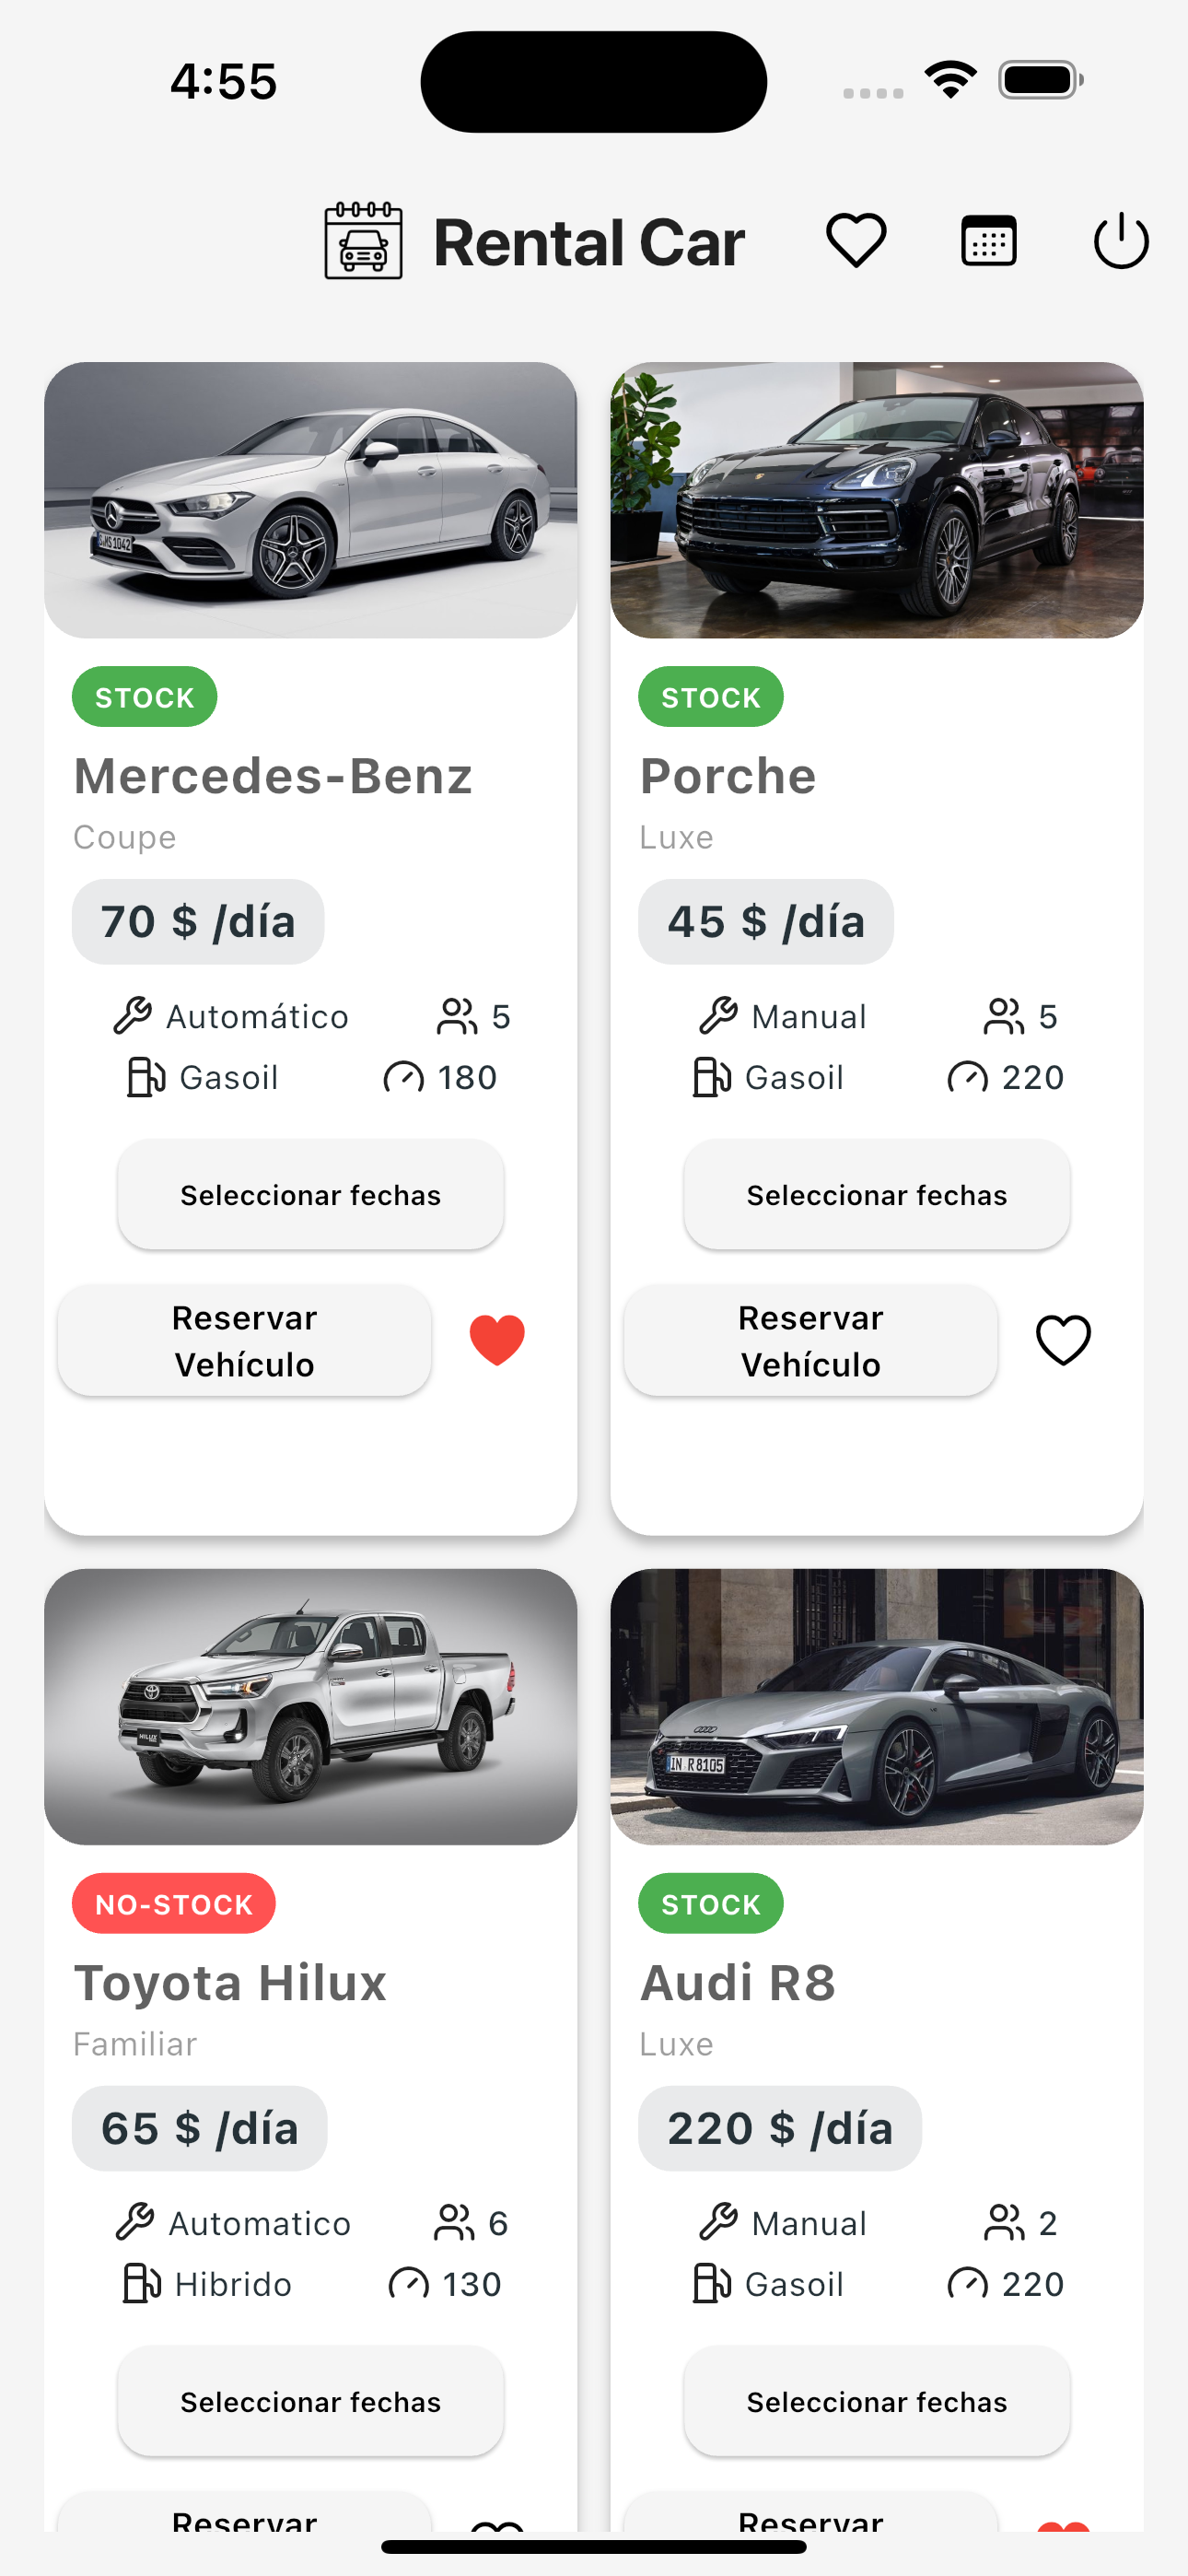 4:55
Rental Car
STOCK
Mercedes-Benz
Coupe
70 $ /día
Automático 5
Gasoil 180
Seleccionar fechas
Reservar
Vehículo
STOCK
Porche
Luxe
45 $ /día
Manual 5
Gasoil 220
Seleccionar fechas
Reservar
Vehículo
HILUX
NO-STOCK
Toyota Hilux
Familiar
65 $ /día
Automatico 6
Hibrido 130
Seleccionar fechas
Reservar
IN R 8105
STOCK
Audi R8
Luxe
220 $ /día
Manual 2
Gasoil 220
Seleccionar fechas
Reservar